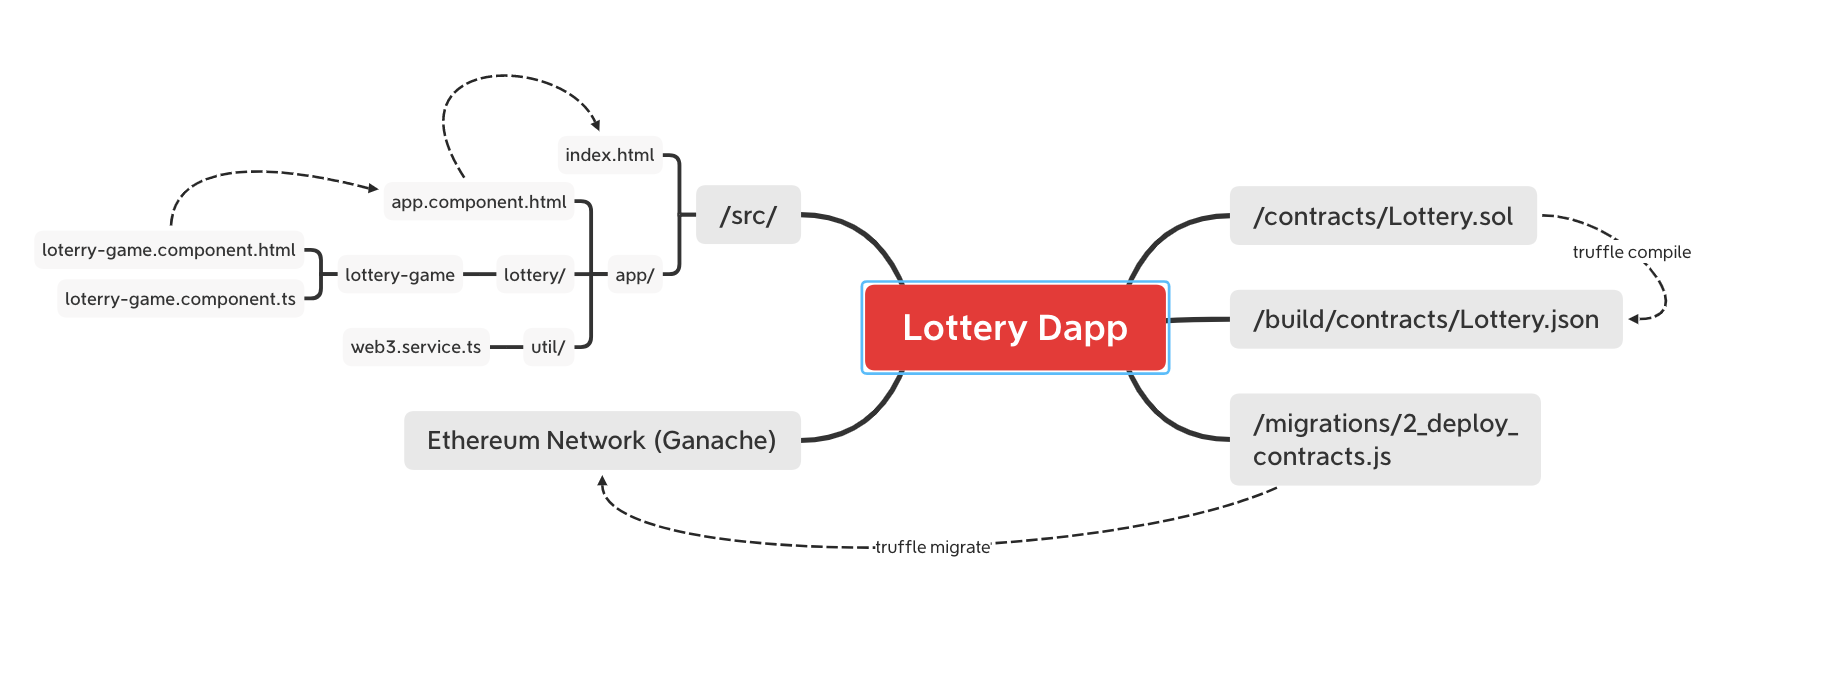 index.html
app.component.html
/src/
/contracts/Lottery.sol
loterry-game.component.html
truffle compile
lottery-game
lottery/
app/
loterry-game.component.ts
Lottery Dapp
/build/contracts/Lottery.json
web3.service.ts
util/
Ethereum Network (Ganache)
/migrations/2_deploy_
contracts.js
truffle migrate